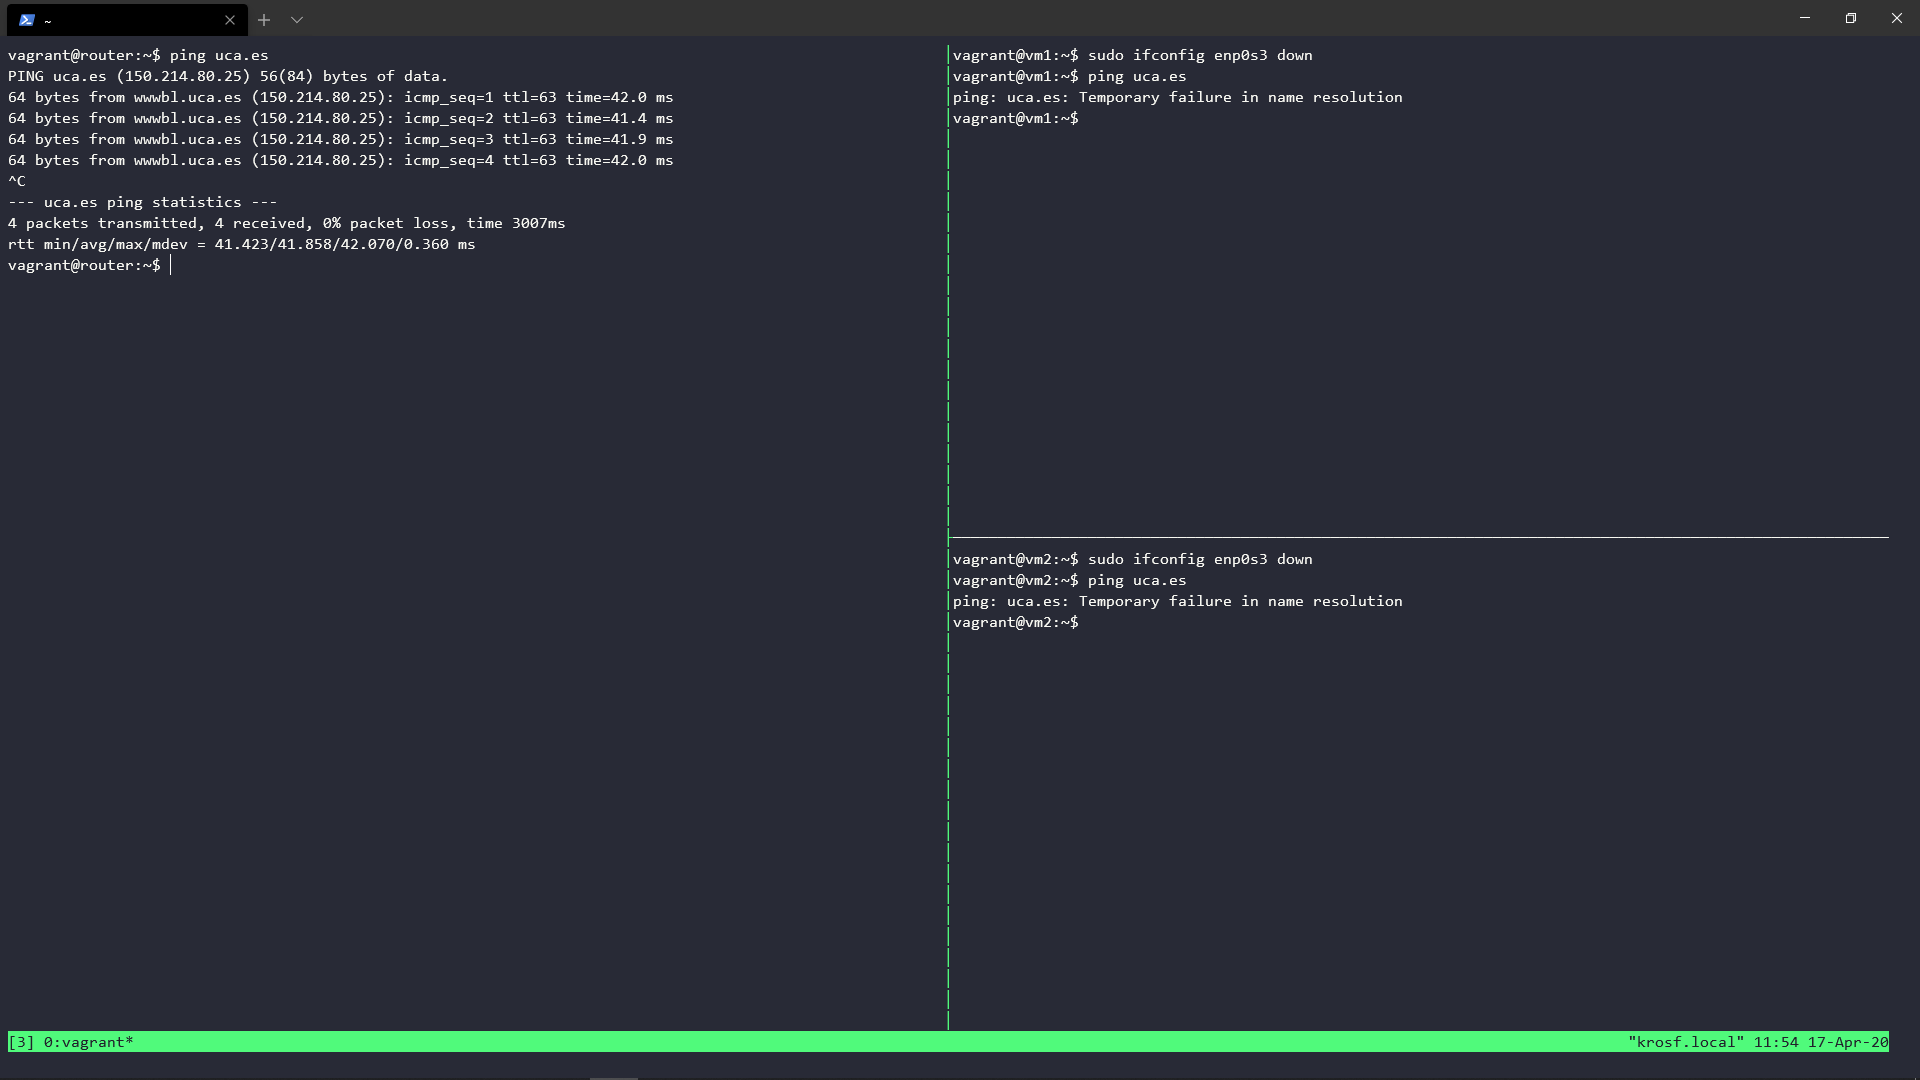 ~
vagrant@router:~$ ping uca.es
PING uca.es (150.214.80.25) 56(84) bytes of data.
64 bytes from wwwbl.uca.es (150.214.80.25): icmp_seq=1 ttl=63 time=42.0 ms
64 bytes from wwwbl.uca.es (150.214.80.25): icmp_seq=2 ttl=63 time=41.4 ms
64 bytes from wwwbl.uca.es (150.214.80.25): icmp_seq=3 ttl=63 time=41.9 ms
64 bytes from wwwbl.uca.es (150.214.80.25): icmp_seq=4 ttl=63 time=42.0 ms
^C
--- uca.es ping statistics ---
4 packets transmitted, 4 received, 0% packet loss, time 3007ms
rtt min/avg/max/mdev = 41.423/41.858/42.070/0.360 ms
vagrant@router:~$
vagrant@vm1:~$ sudo ifconfig enp0s3 down
vagrant@vm1:~$ ping uca.es
ping: uca.es: Temporary failure in name resolution
vagrant@vm1:~$
vagrant@vm2:~$ sudo ifconfig enp0s3 down
vagrant@vm2:~$ ping uca.es
ping: uca.es: Temporary failure in name resolution
vagrant@vm2:~$
[3] 0:vagrant* "krosf.local" 11:54 17-Apr-20